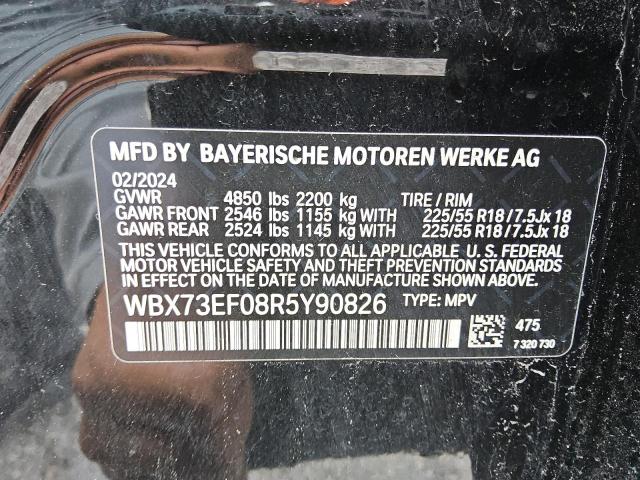 MFD BY BAYERISCHE MOTOREN WERKE AG
02/2024
GVWR 4850 lbs 2200 kg TIRE / RIM
GAWR FRONT 2546 lbs 1155 kg WITH 225/55 R18 / 7.5Jx 18
GAWR REAR 2524 lbs 1145 kg WITH 225/55 R18 / 7.5Jx 18
THIS VEHICLE CONFORMS TO ALL APPLICABLE U. S. FEDERAL
MOTOR VEHICLE SAFETY AND THEFT PREVENTION STANDARDS
IN EFFECT ON THE DATE OF MANUFACTURE SHOWN ABOVE.
WBX73EF08R5Y90826 TYPE: MPV
475
7 320 730